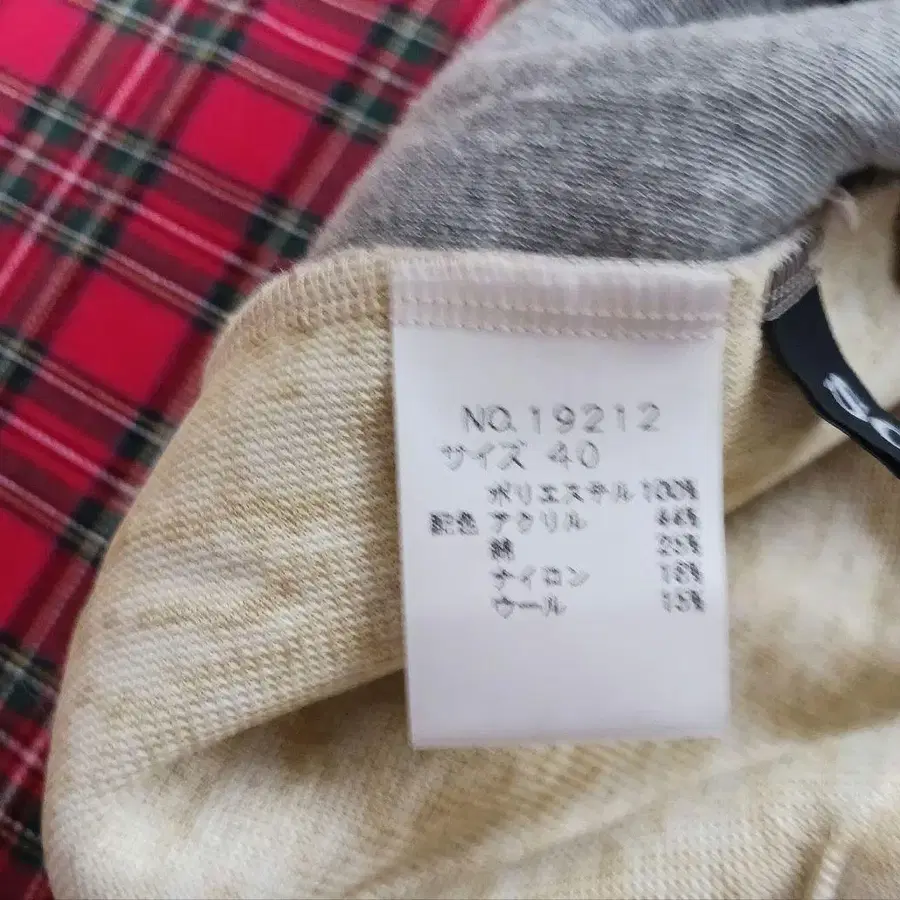 NO.19212
サイズ 40
ポリエステル 100%
配色 アクリル 44%
綿 25%
ナイロン 16%
ウール 15%